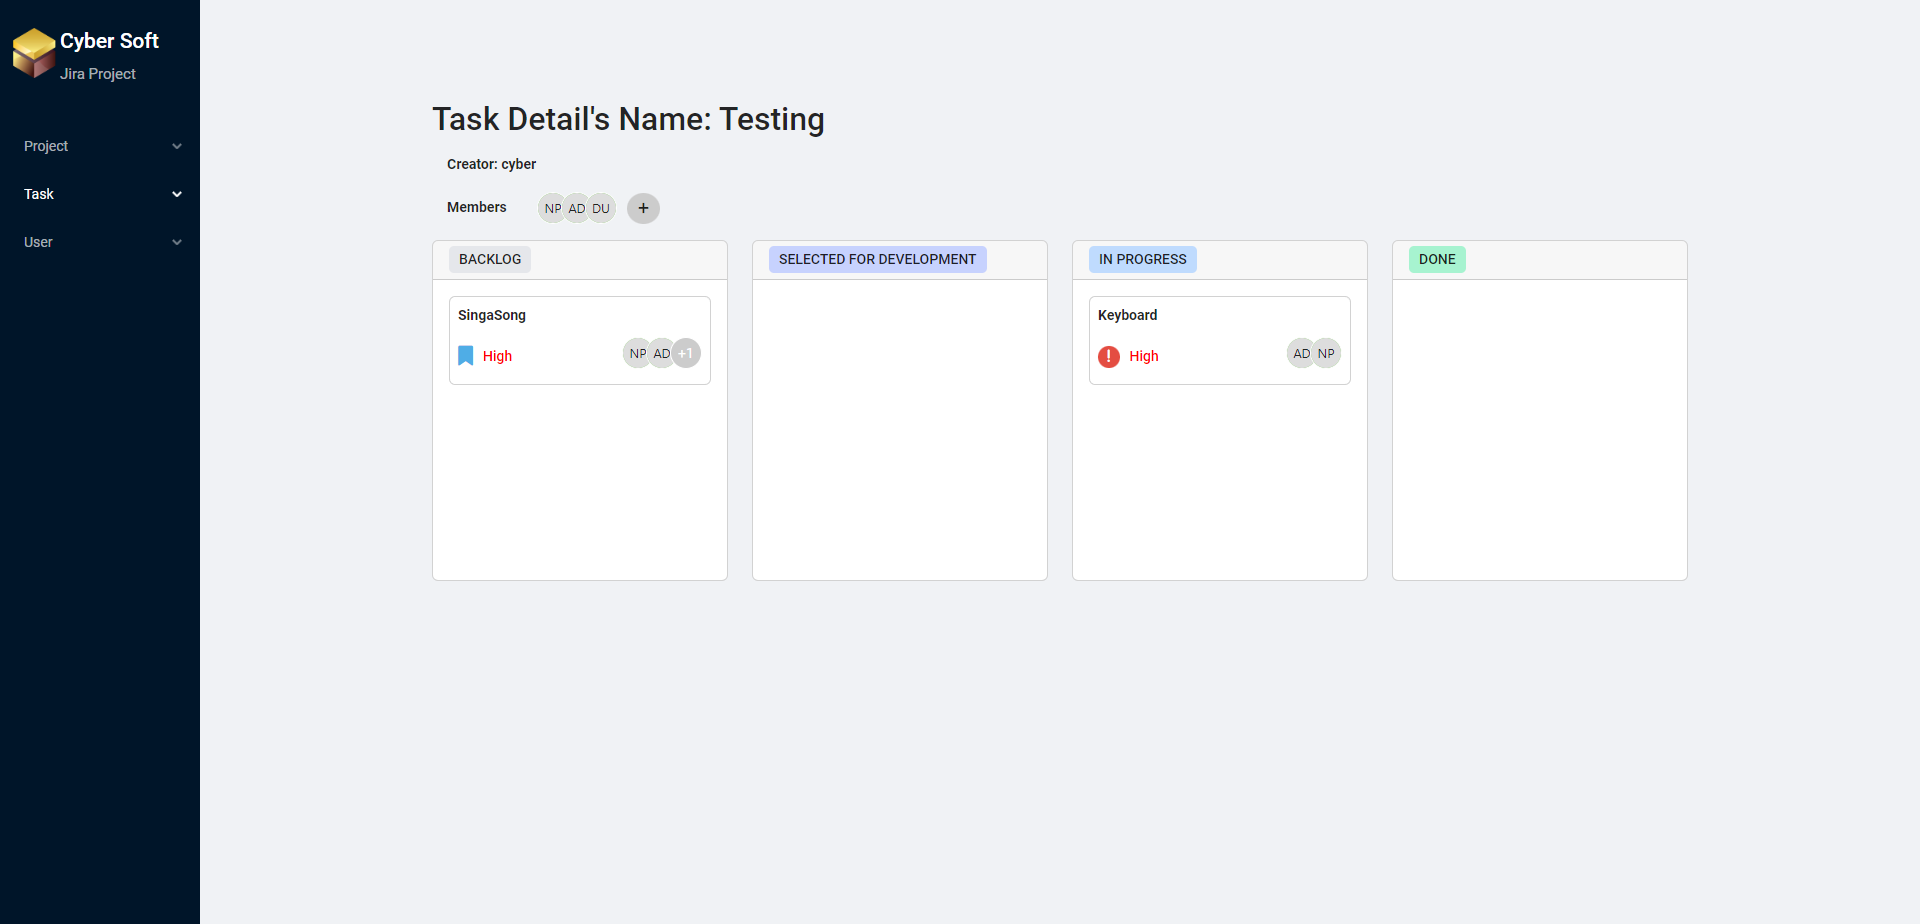 Cyber Soft
Jira Project
Project
Task
User
Task Detail's Name: Testing
Creator: cyber
Members NP AD DU +
BACKLOG
SingaSong
High NP AD +1
SELECTED FOR DEVELOPMENT
IN PROGRESS
Keyboard
High AD NP
DONE